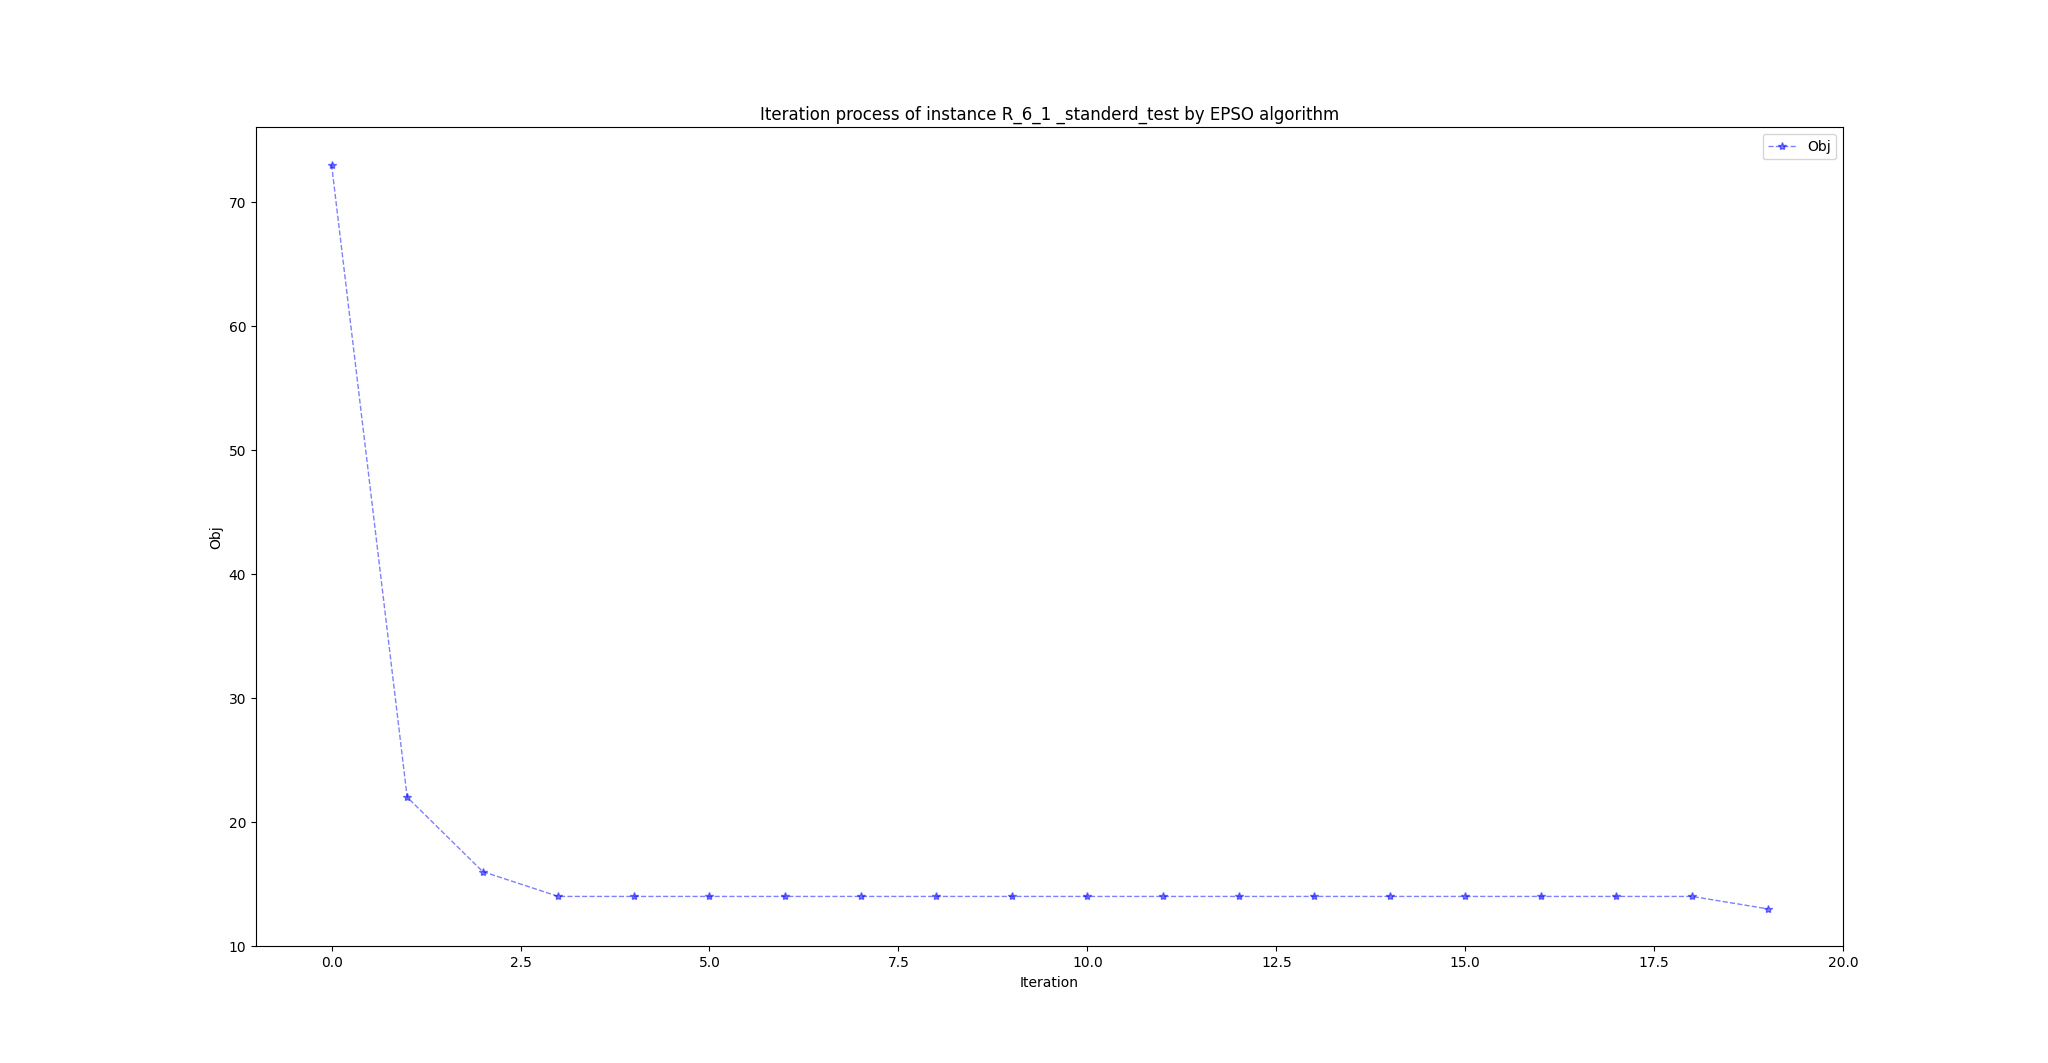 Iteration process of instance R_6_1 _standerd_test by EPSO algorithm
Obj
70
60
50
40
30
20
10
Obj
0.0 2.5 5.0 7.5 10.0 12.5 15.0 17.5 20.0
Iteration